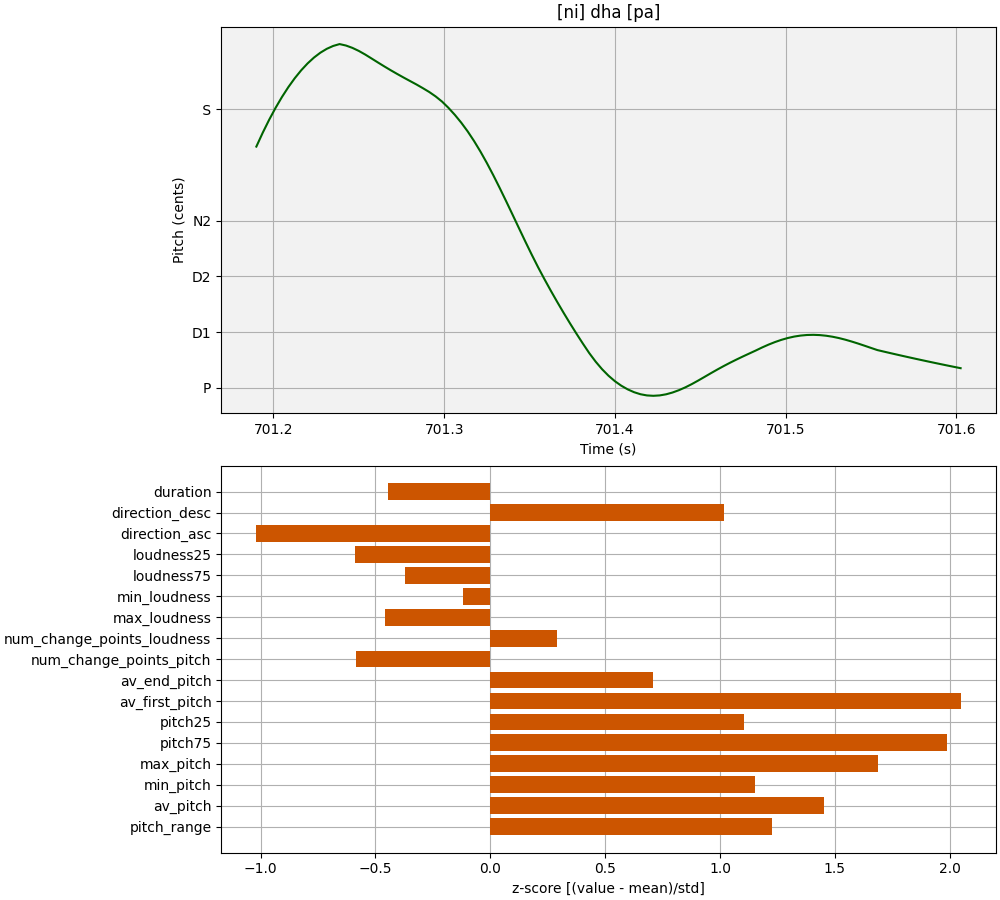 [ni] dha [pa]
S
N2
D2
D1
P
Pitch (cents)
701.2 701.3 701.4 701.5 701.6
Time (s)
duration
direction_desc
direction_asc
loudness25
loudness75
min_loudness
max_loudness
num_change_points_loudness
num_change_points_pitch
av_end_pitch
av_first_pitch
pitch25
pitch75
max_pitch
min_pitch
av_pitch
pitch_range
−1.0 −0.5 0.0 0.5 1.0 1.5 2.0
z-score [(value - mean)/std]